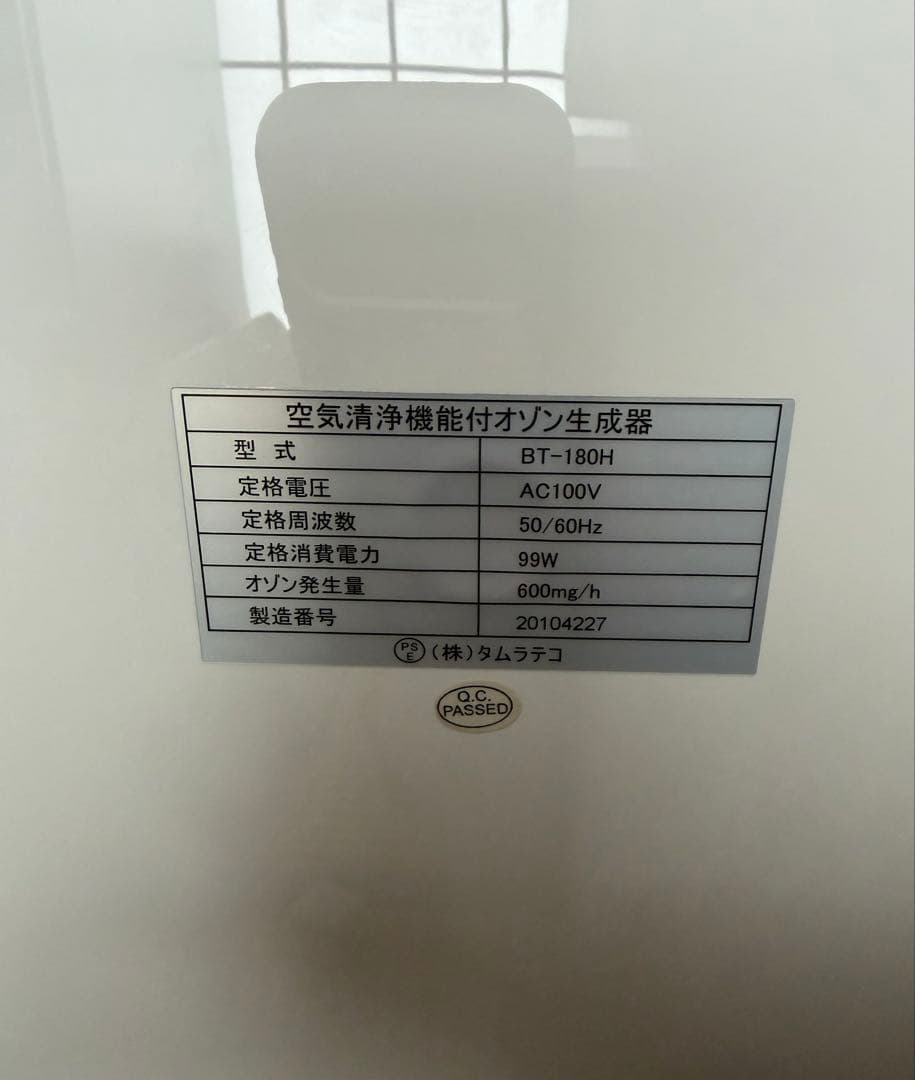 空気清浄機能付オゾン生成器
型 式 BT-180H
定格電圧 AC100V
定格周波数 50/60Hz
定格消費電力 99W
オゾン発生量 600mg/h
製造番号 20104227
PSE (株)タムラテコ
Q.C.
PASSED